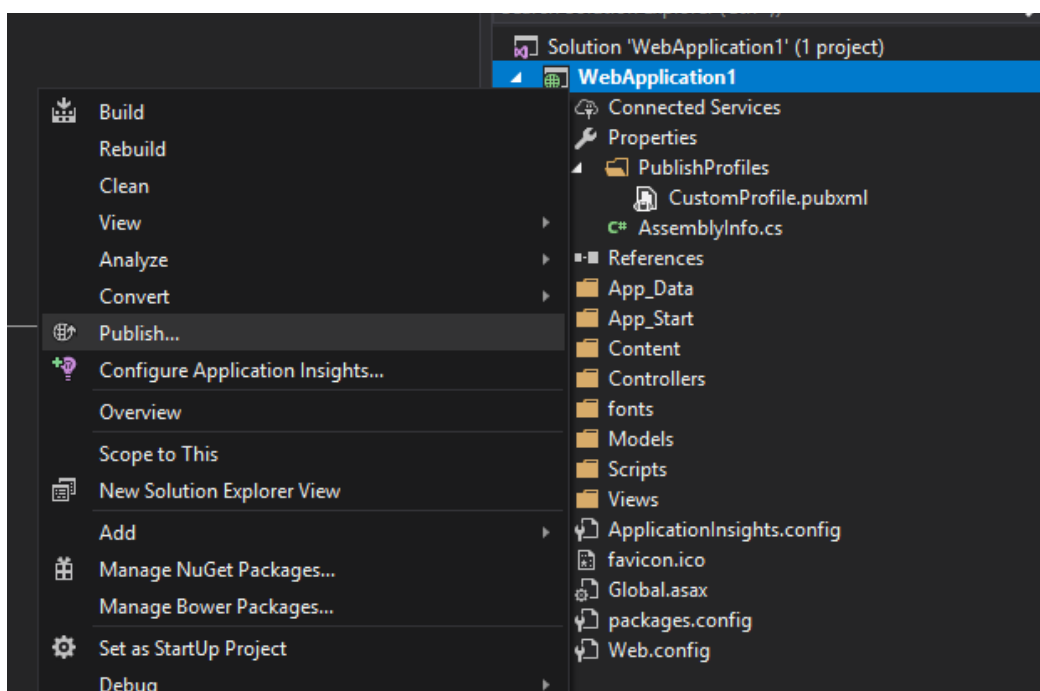 Solution 'WebApplication1' (1 project)
WebApplication1
Connected Services
Properties
PublishProfiles
CustomProfile.pubxml
C# AssemblyInfo.cs
References
App_Data
App_Start
Content
Controllers
fonts
Models
Scripts
Views
ApplicationInsights.config
favicon.ico
Global.asax
packages.config
Web.config
Build
Rebuild
Clean
View
Analyze
Convert
Publish...
Configure Application Insights...
Overview
Scope to This
New Solution Explorer View
Add
Manage NuGet Packages...
Manage Bower Packages...
Set as StartUp Project
Debug